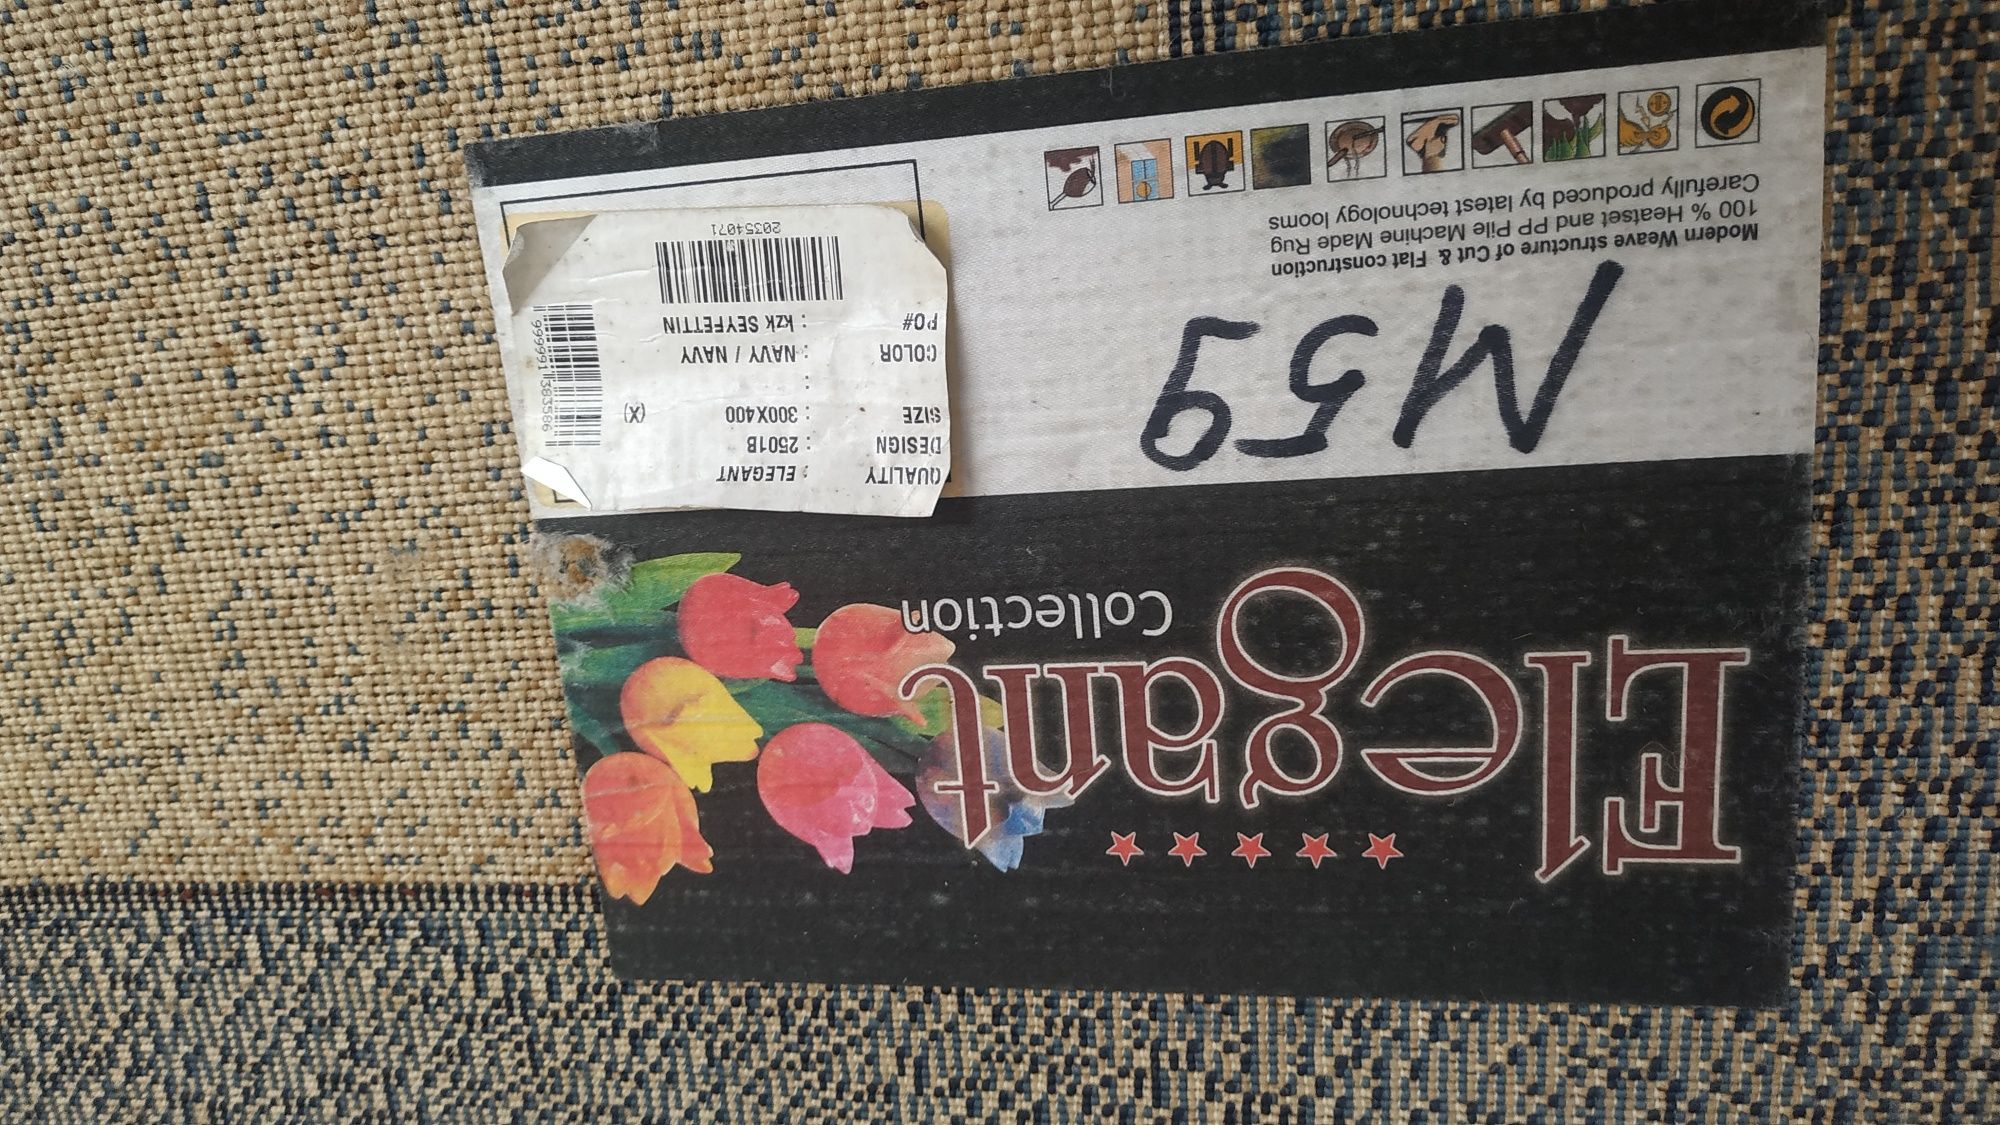 Elegant
Collection
M59
Modern Weave structure of Cut & Flat construction
100 % Heatset and PP Pile Machine Made Rug
Carefully produced by latest technology looms
QUALITY : ELEGANT
DESIGN : 2501B
SIZE : 300X400 (X)
:
COLOR : NAVY / NAVY
PO# : kzk SEYFETTIN
20354071